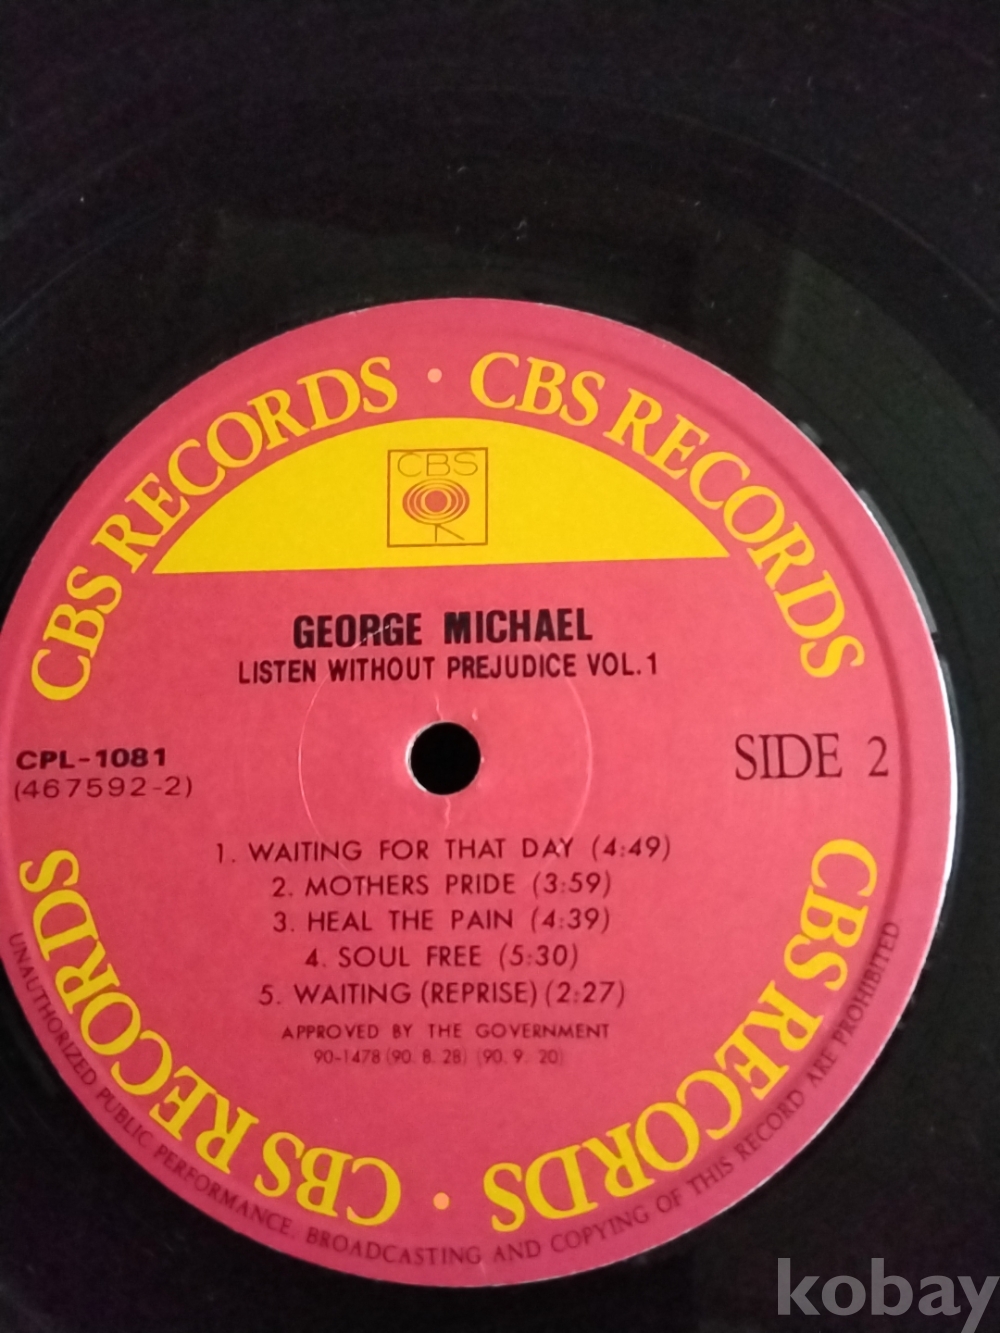 CBS RECORDS · CBS RECORDS
CBS
GEORGE MICHAEL
LISTEN WITHOUT PREJUDICE VOL.1
CPL-1081
(467592-2)
SIDE 2
1. WAITING FOR THAT DAY (4:49)
2. MOTHERS PRIDE (3:59)
3. HEAL THE PAIN (4:39)
4. SOUL FREE (5:30)
5. WAITING (REPRISE) (2:27)
APPROVED BY THE GOVERNMENT
90-1478 (90. 8. 28) (90. 9. 20)
CBS RECORDS · CBS RECORDS
UNAUTHORIZED PUBLIC PERFORMANCE, BROADCASTING AND COPYING OF THIS RECORD ARE PROHIBITED
kobay